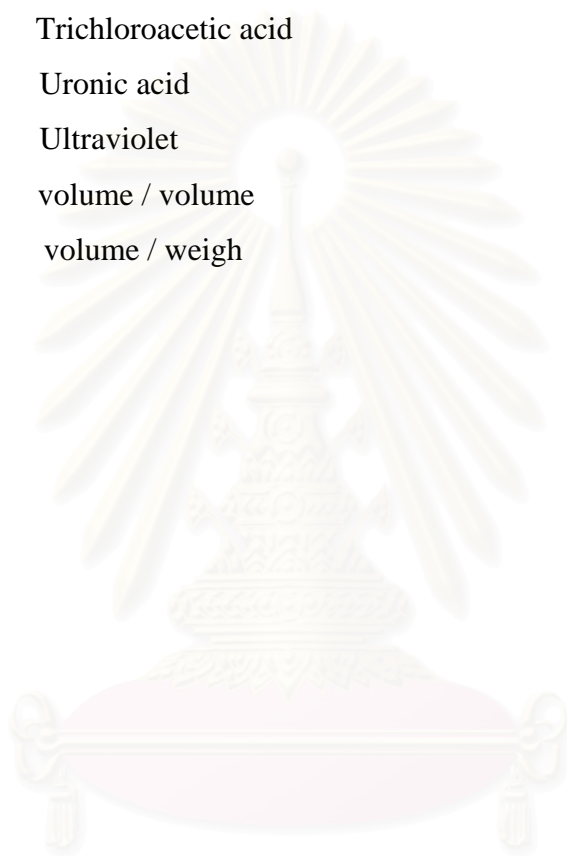 Trichloroacetic acid
Uronic acid
Ultraviolet
volume / volume
volume / weigh